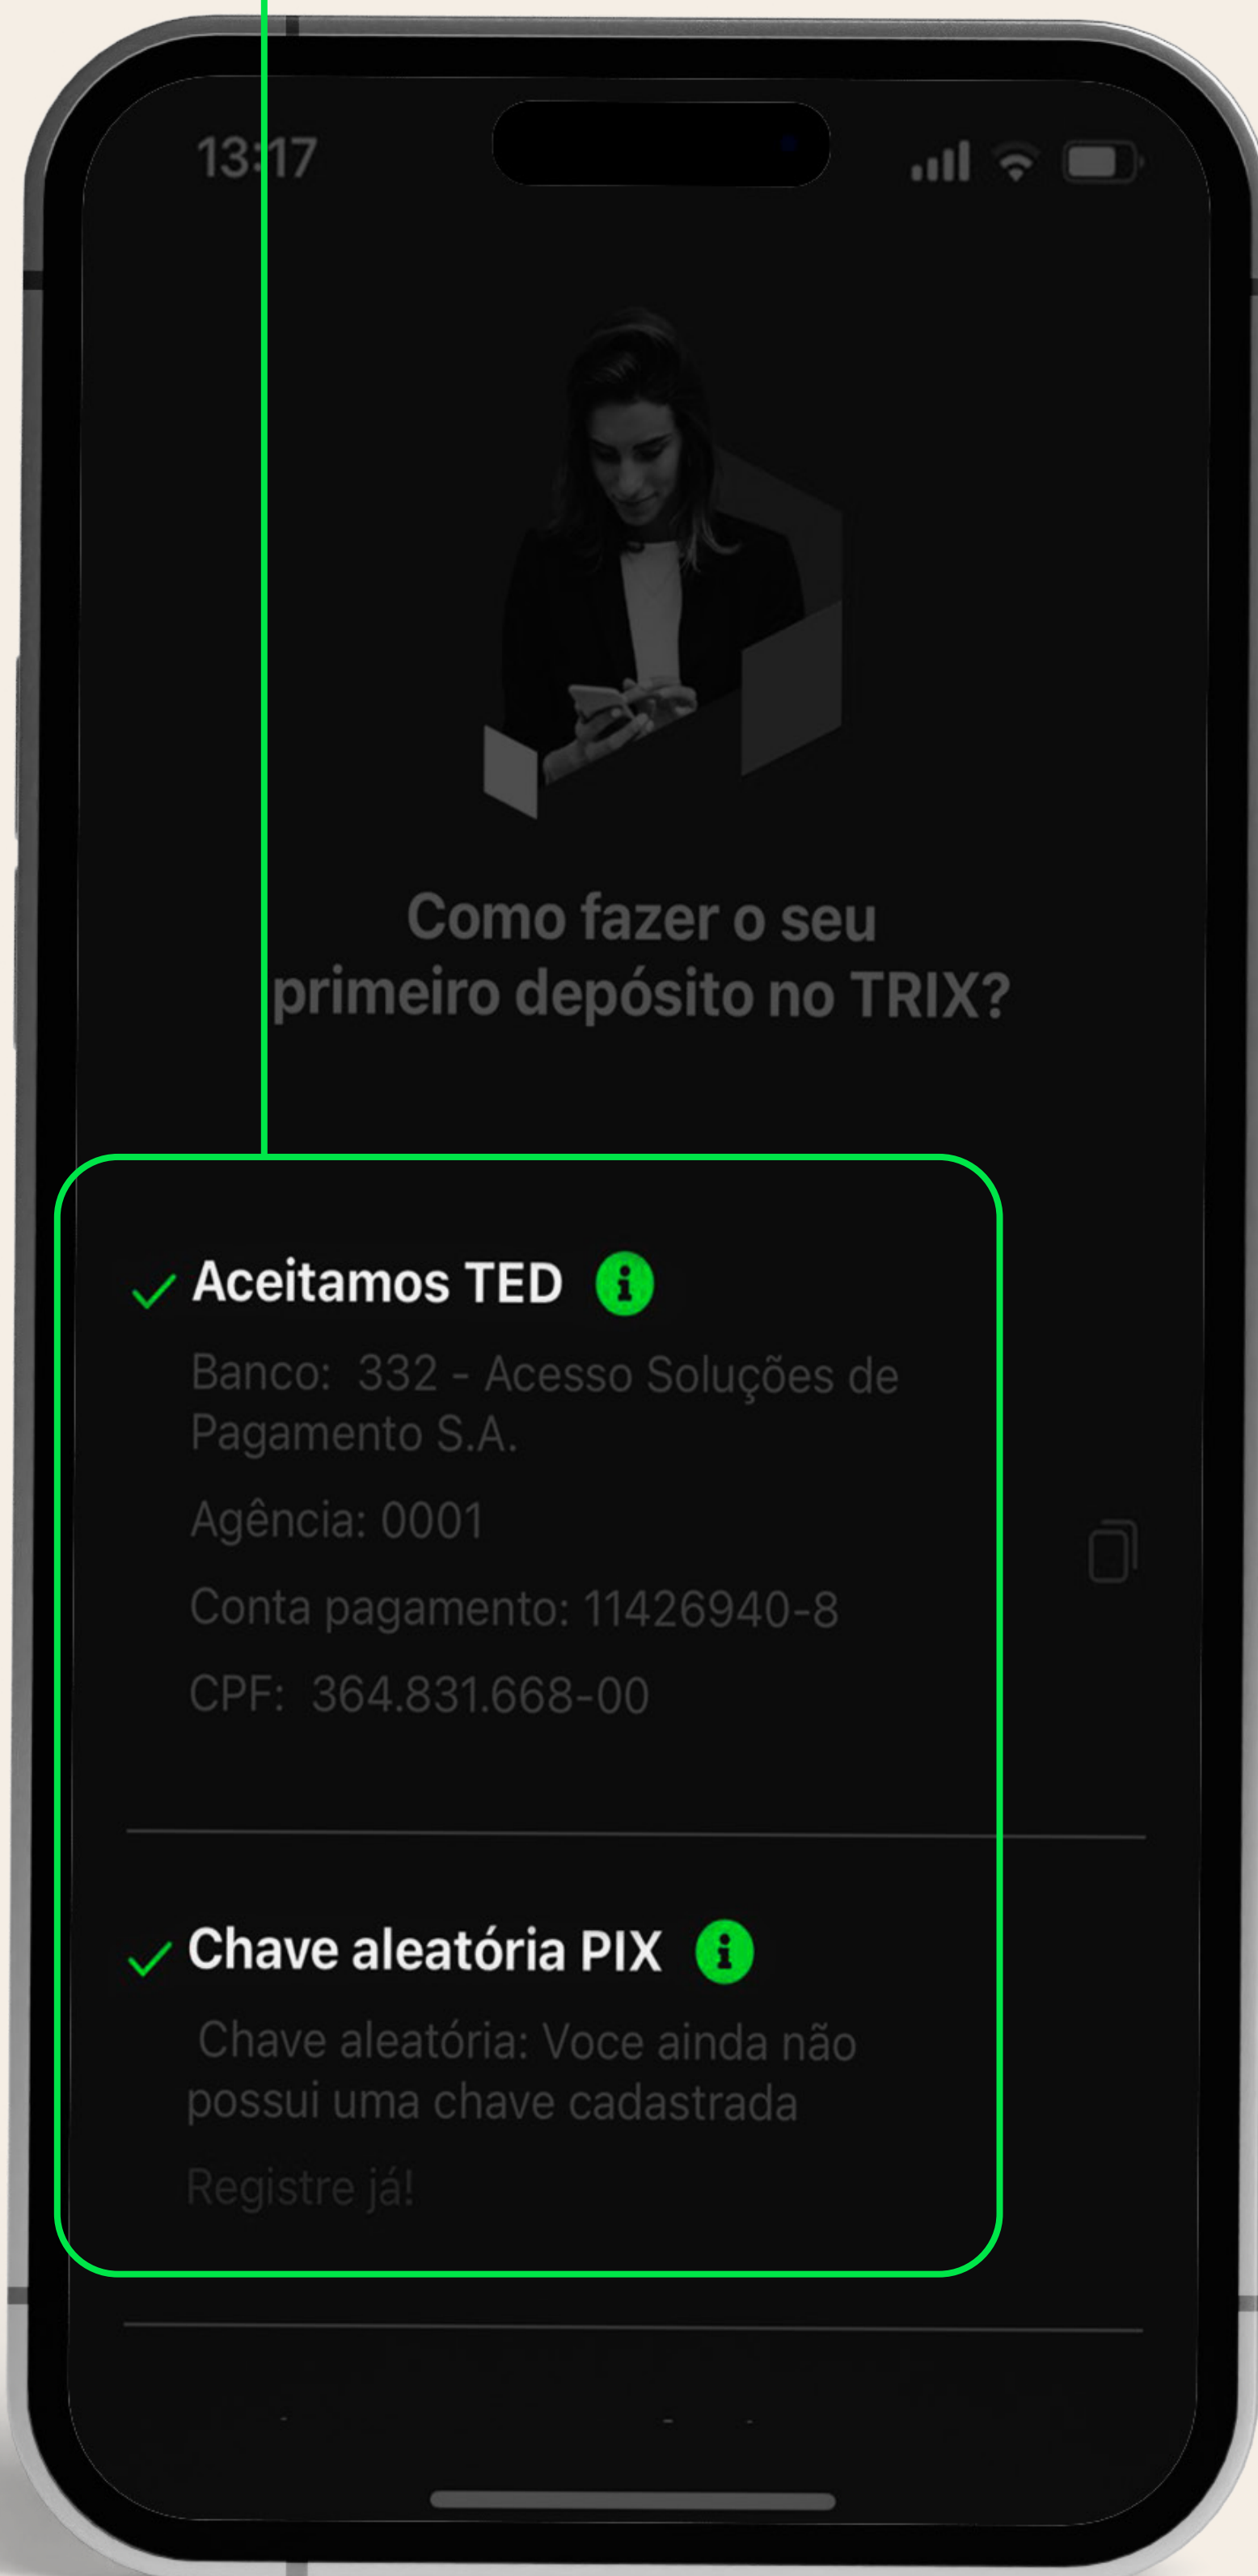 13:17
Como fazer o seu
primeiro depósito no TRIX?
Aceitamos TED
Banco: 332 - Acesso Soluções de
Pagamento S.A.
Agência: 0001
Conta pagamento: 11426940-8
CPF: 364.831.668-00
Chave aleatória PIX
Chave aleatória: Voce ainda não
possui uma chave cadastrada
Registre já!